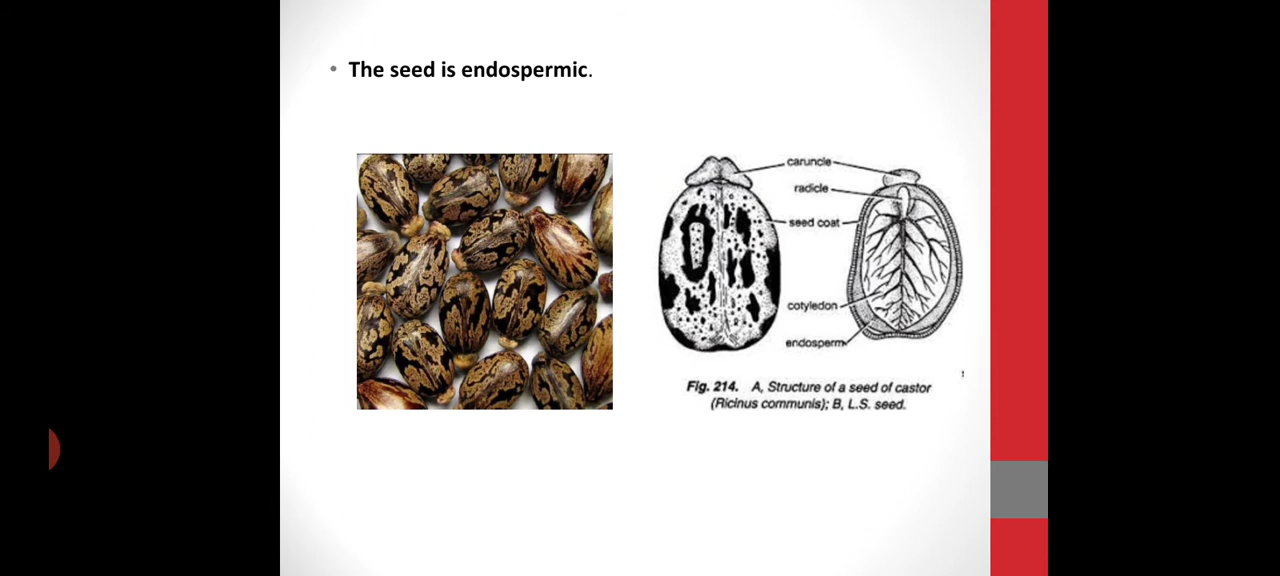 • The seed is endospermic.
caruncle
radicle
seed coat
cotyledon
endosperm
Fig. 214. A, Structure of a seed of castor
(Ricinus communis); B, L.S. seed.